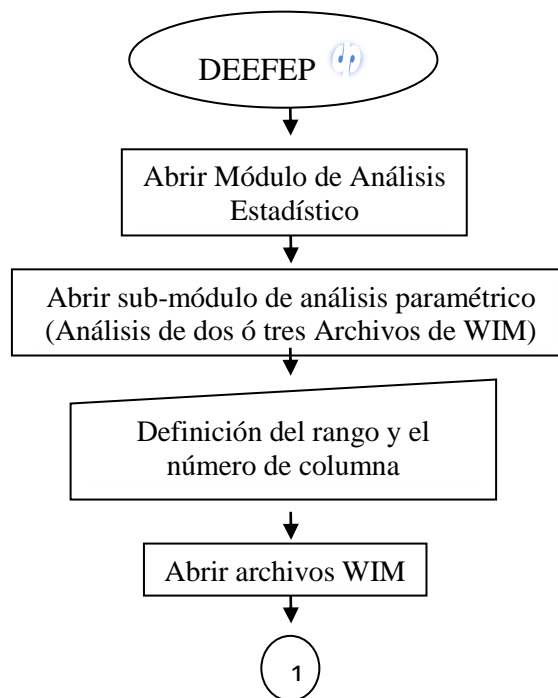 DEEFEP
Abrir Módulo de Análisis
Estadístico
Abrir sub-módulo de análisis paramétrico
(Análisis de dos ó tres Archivos de WIM)
Definición del rango y el
número de columna
Abrir archivos WIM
1